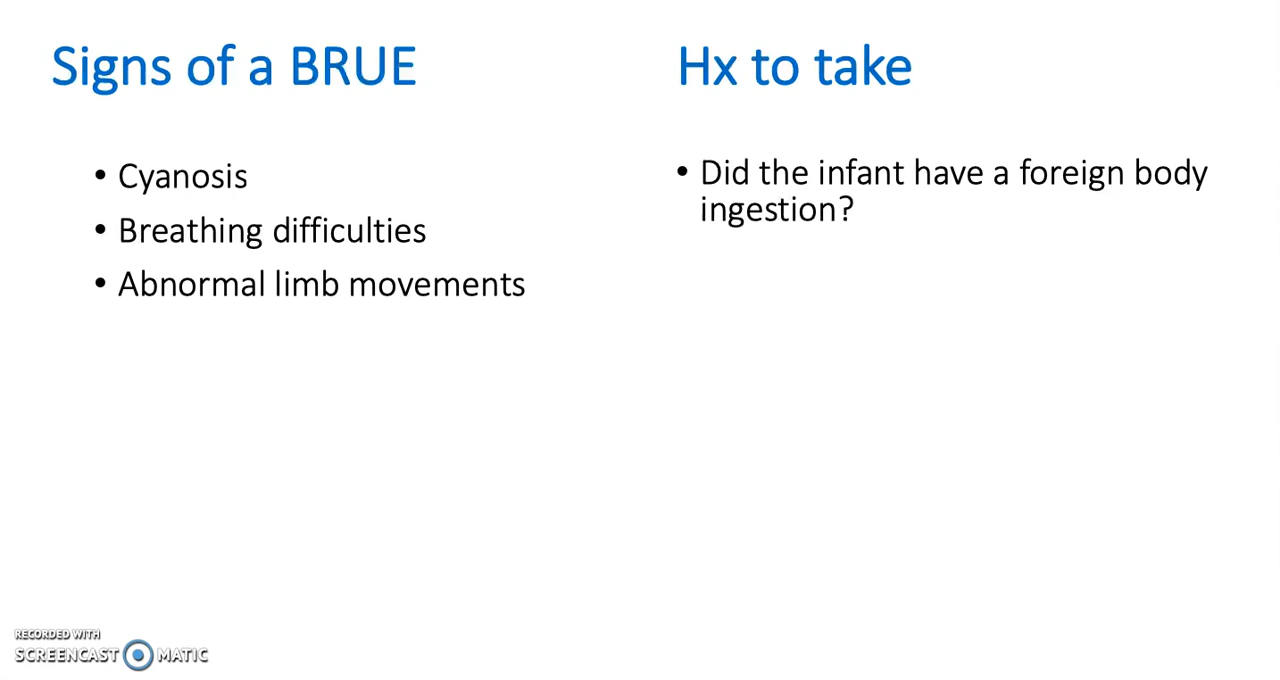 Signs of a BRUE
• Cyanosis
• Breathing difficulties
• Abnormal limb movements
Hx to take
• Did the infant have a foreign body
ingestion?
RECORDED WITH
SCREENCAST MATIC